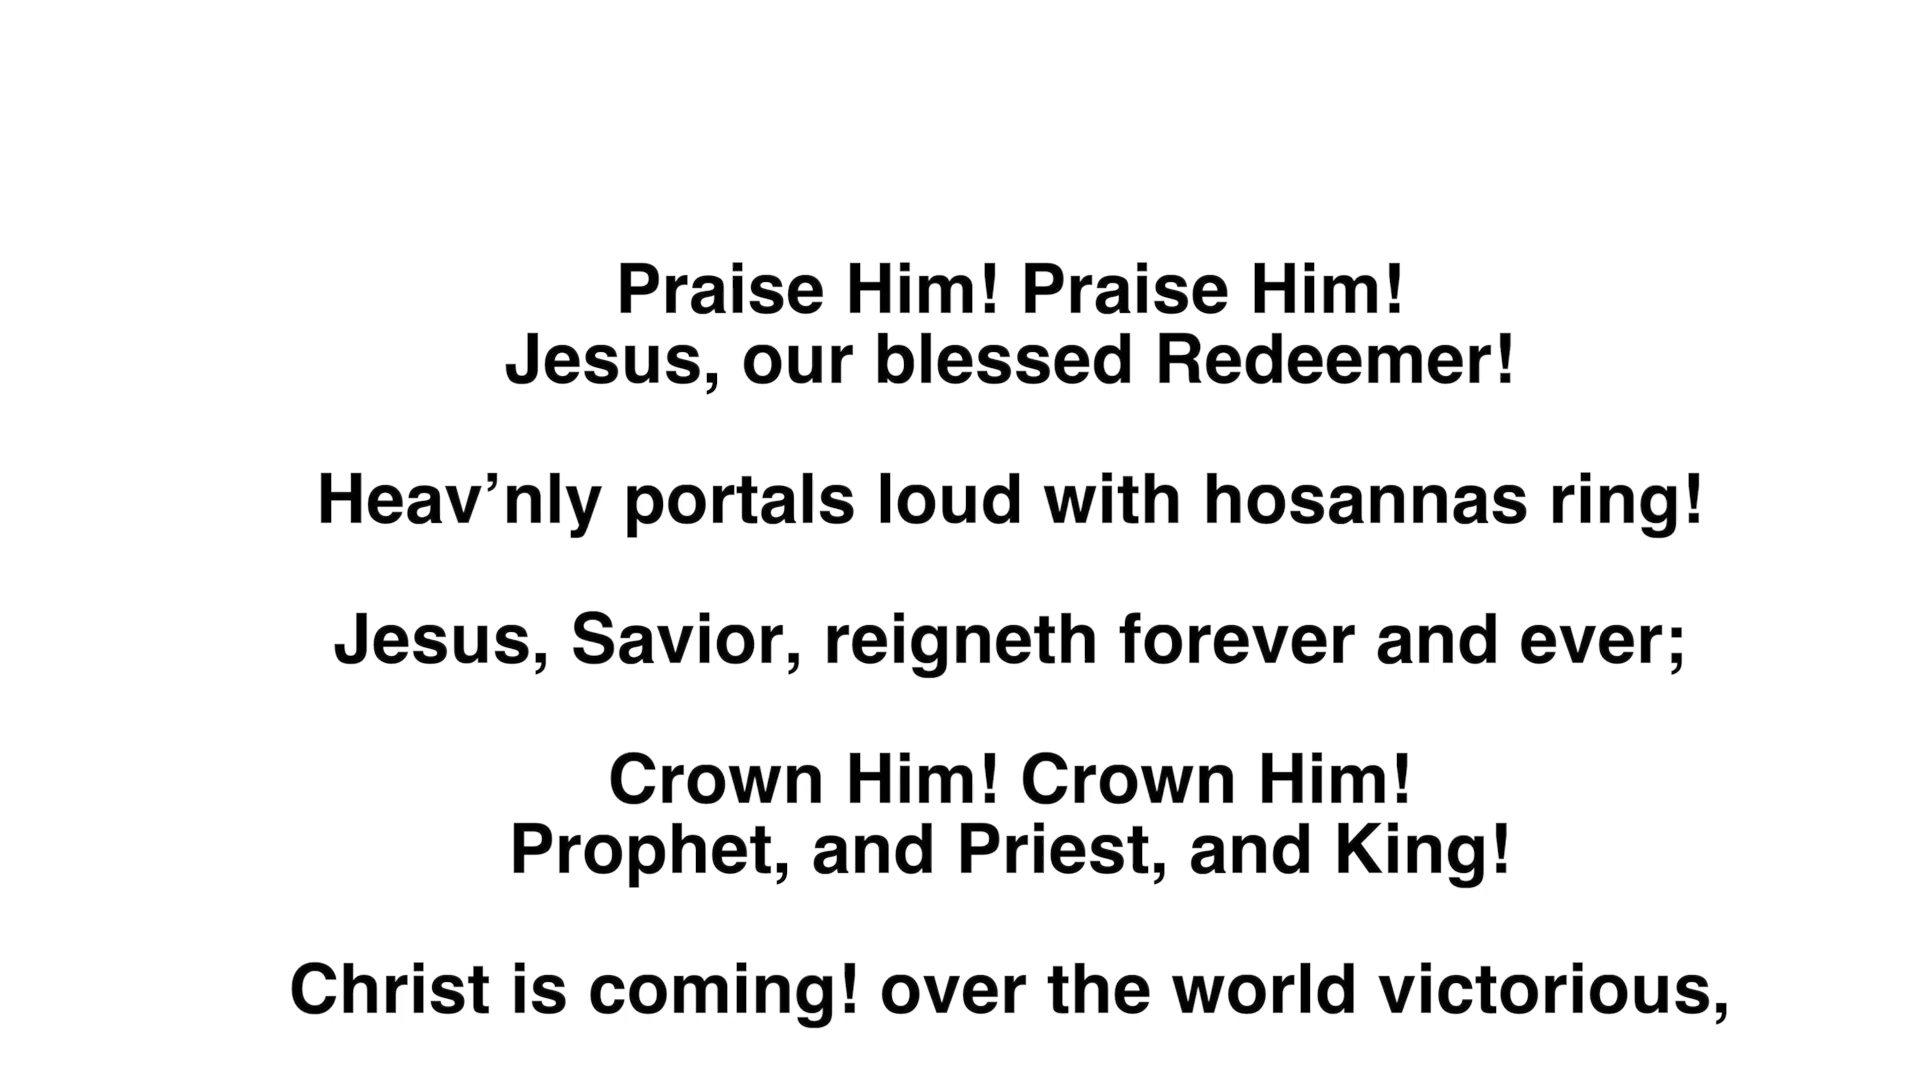 Praise Him! Praise Him!
Jesus, our blessed Redeemer!
Heav’nly portals loud with hosannas ring!
Jesus, Savior, reigneth forever and ever;
Crown Him! Crown Him!
Prophet, and Priest, and King!
Christ is coming! over the world victorious,